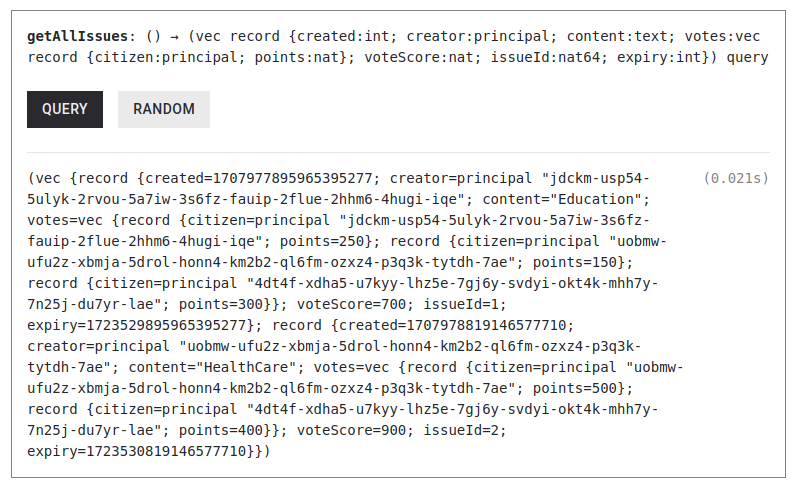 getAllIssues: () → (vec record {created:int; creator:principal; content:text; votes:vec
record {citizen:principal; points:nat}; voteScore:nat; issueId:nat64; expiry:int}) query
QUERY
RANDOM
(vec {record {created=1707977895965395277; creator=principal "jdckm-usp54- (0.021s)
5ulyk-2rvou-5a7iw-3s6fz-fauip-2flue-2hhm6-4hugi-iqe"; content="Education";
votes=vec {record {citizen=principal "jdckm-usp54-5ulyk-2rvou-5a7iw-3s6fz-
fauip-2flue-2hhm6-4hugi-iqe"; points=250}; record {citizen=principal "uobmw-
ufu2z-xbmja-5drol-honn4-km2b2-ql6fm-ozxz4-p3q3k-tytdh-7ae"; points=150};
record {citizen=principal "4dt4f-xdha5-u7kyy-lhz5e-7gj6y-svdyi-okt4k-mhh7y-
7n25j-du7yr-lae"; points=300}}; voteScore=700; issueId=1;
expiry=1723529895965395277}; record {created=1707978819146577710;
creator=principal "uobmw-ufu2z-xbmja-5drol-honn4-km2b2-ql6fm-ozxz4-p3q3k-
tytdh-7ae"; content="HealthCare"; votes=vec {record {citizen=principal "uobmw-
ufu2z-xbmja-5drol-honn4-km2b2-ql6fm-ozxz4-p3q3k-tytdh-7ae"; points=500};
record {citizen=principal "4dt4f-xdha5-u7kyy-lhz5e-7gj6y-svdyi-okt4k-mhh7y-
7n25j-du7yr-lae"; points=400}}; voteScore=900; issueId=2;
expiry=1723530819146577710}})